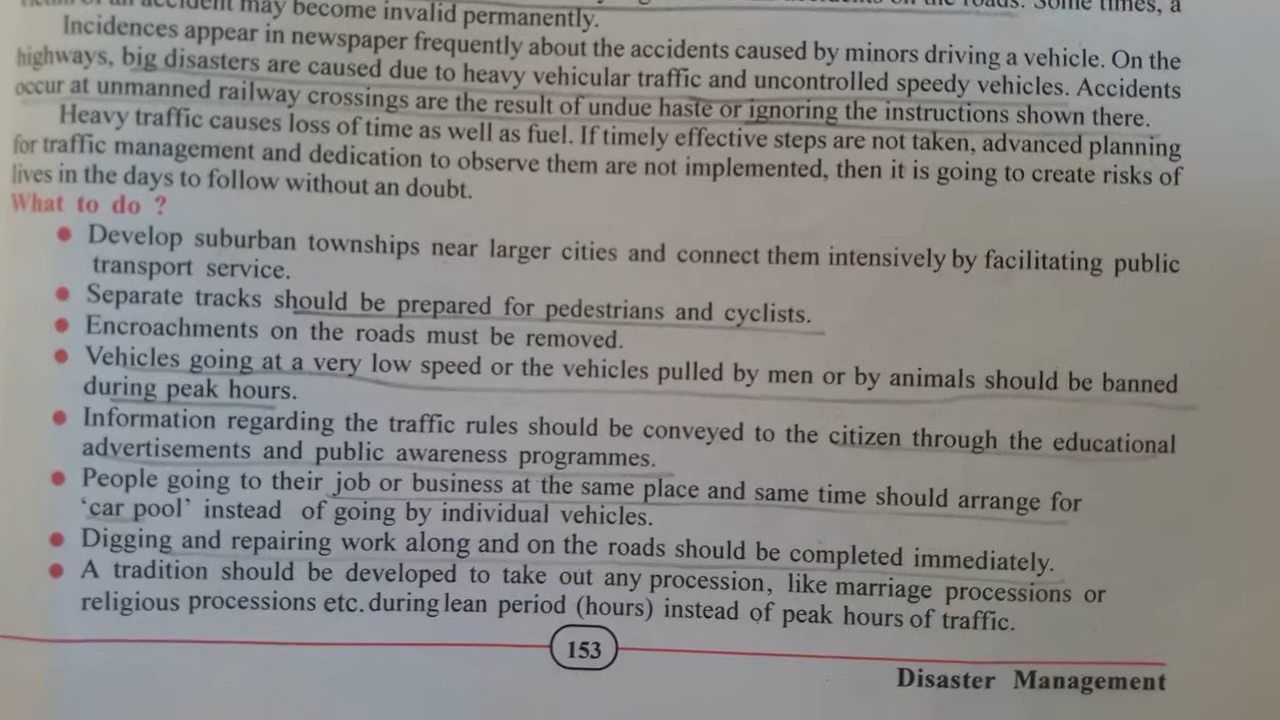 of an accident may become invalid permanently.
on the roads. Some times, a
Incidences appear in newspaper frequently about the accidents caused by minors driving a vehicle. On the
highways, big disasters are caused due to heavy vehicular traffic and uncontrolled speedy vehicles. Accidents
occur at unmanned railway crossings are the result of undue haste or ignoring the instructions shown there.
Heavy traffic causes loss of time as well as fuel. If timely effective steps are not taken, advanced planning
for traffic management and dedication to observe them are not implemented, then it is going to create risks of
lives in the days to follow without an doubt.
What to do ?
● Develop suburban townships near larger cities and connect them intensively by facilitating public
transport service.
● Separate tracks should be prepared for pedestrians and cyclists.
● Encroachments on the roads must be removed.
● Vehicles going at a very low speed or the vehicles pulled by men or by animals should be banned
during peak hours.
● Information regarding the traffic rules should be conveyed to the citizen through the educational
advertisements and public awareness programmes.
● People going to their job or business at the same place and same time should arrange for
‘car pool’ instead of going by individual vehicles.
● Digging and repairing work along and on the roads should be completed immediately.
● A tradition should be developed to take out any procession, like marriage processions or
religious processions etc. during lean period (hours) instead of peak hours of traffic.
153
Disaster Management